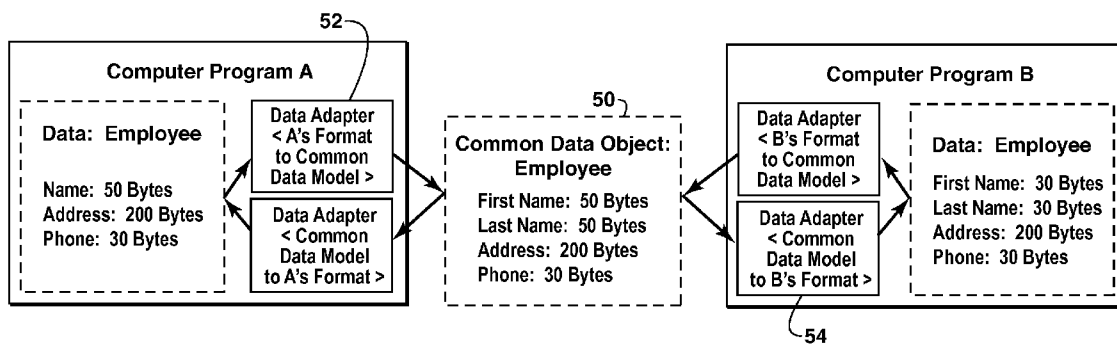 52
Computer Program A
Data: Employee
Name: 50 Bytes
Address: 200 Bytes
Phone: 30 Bytes
Data Adapter
< A's Format
to Common
Data Model >
Data Adapter
< Common
Data Model
to A's Format >
50
Common Data Object:
Employee
First Name: 50 Bytes
Last Name: 50 Bytes
Address: 200 Bytes
Phone: 30 Bytes
Computer Program B
Data Adapter
< B's Format
to Common
Data Model >
Data Adapter
< Common
Data Model
to B's Format >
Data: Employee
First Name: 30 Bytes
Last Name: 30 Bytes
Address: 200 Bytes
Phone: 30 Bytes
54